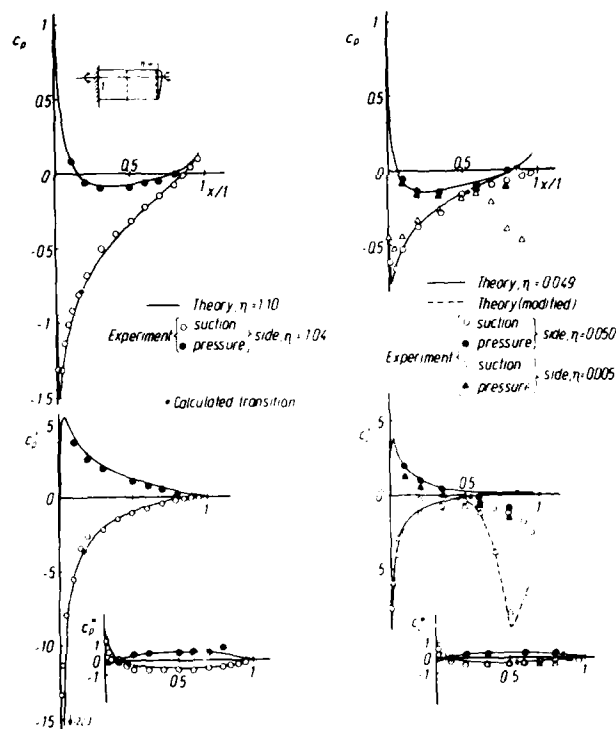 1
c_p
0.5
0
0.5
1 x/l
-0.5
-1
-1.5
Theory, η=1.10
Experiment { ○ suction ● pressure } side, η=1.04
• Calculated transition
5
0
0.5
1
-5
-10
-15
c_p"
1
0
-1
0.5
1
1
c_p
0.5
0
0.5
1 x/l
-0.5
Theory, η=0.049
Theory (modified)
Experiment
○ suction
● pressure } side, η=0.050
suction
▲ pressure } side, η=0.005
5
0
0.5
1
5
1
0
-1
0.5
1